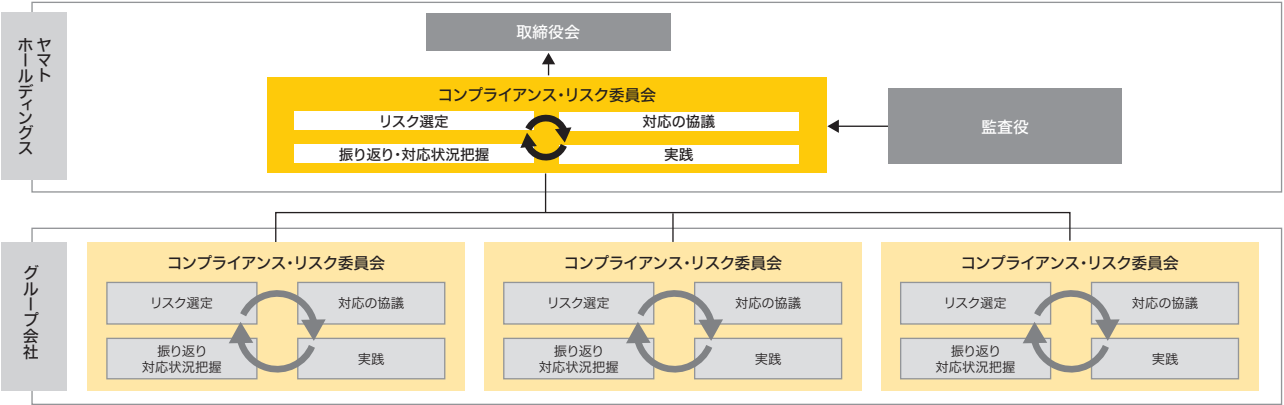 ヤマト
ホールディングス
取締役会
コンプライアンス・リスク委員会
リスク選定
対応の協議
振り返り・対応状況把握
実践
監査役
グループ会社
コンプライアンス・リスク委員会
リスク選定
対応の協議
振り返り
対応状況把握
実践
コンプライアンス・リスク委員会
リスク選定
対応の協議
振り返り
対応状況把握
実践
コンプライアンス・リスク委員会
リスク選定
対応の協議
振り返り
対応状況把握
実践